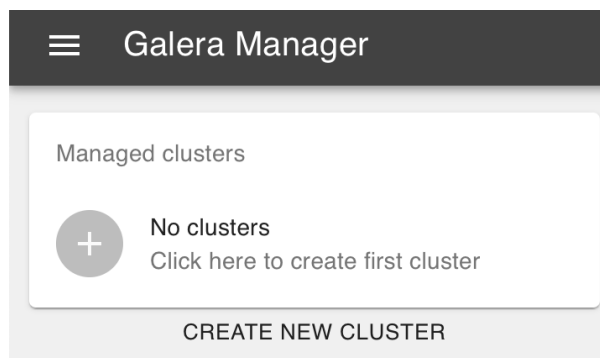 Galera Manager
Managed clusters
No clusters
Click here to create first cluster
CREATE NEW CLUSTER